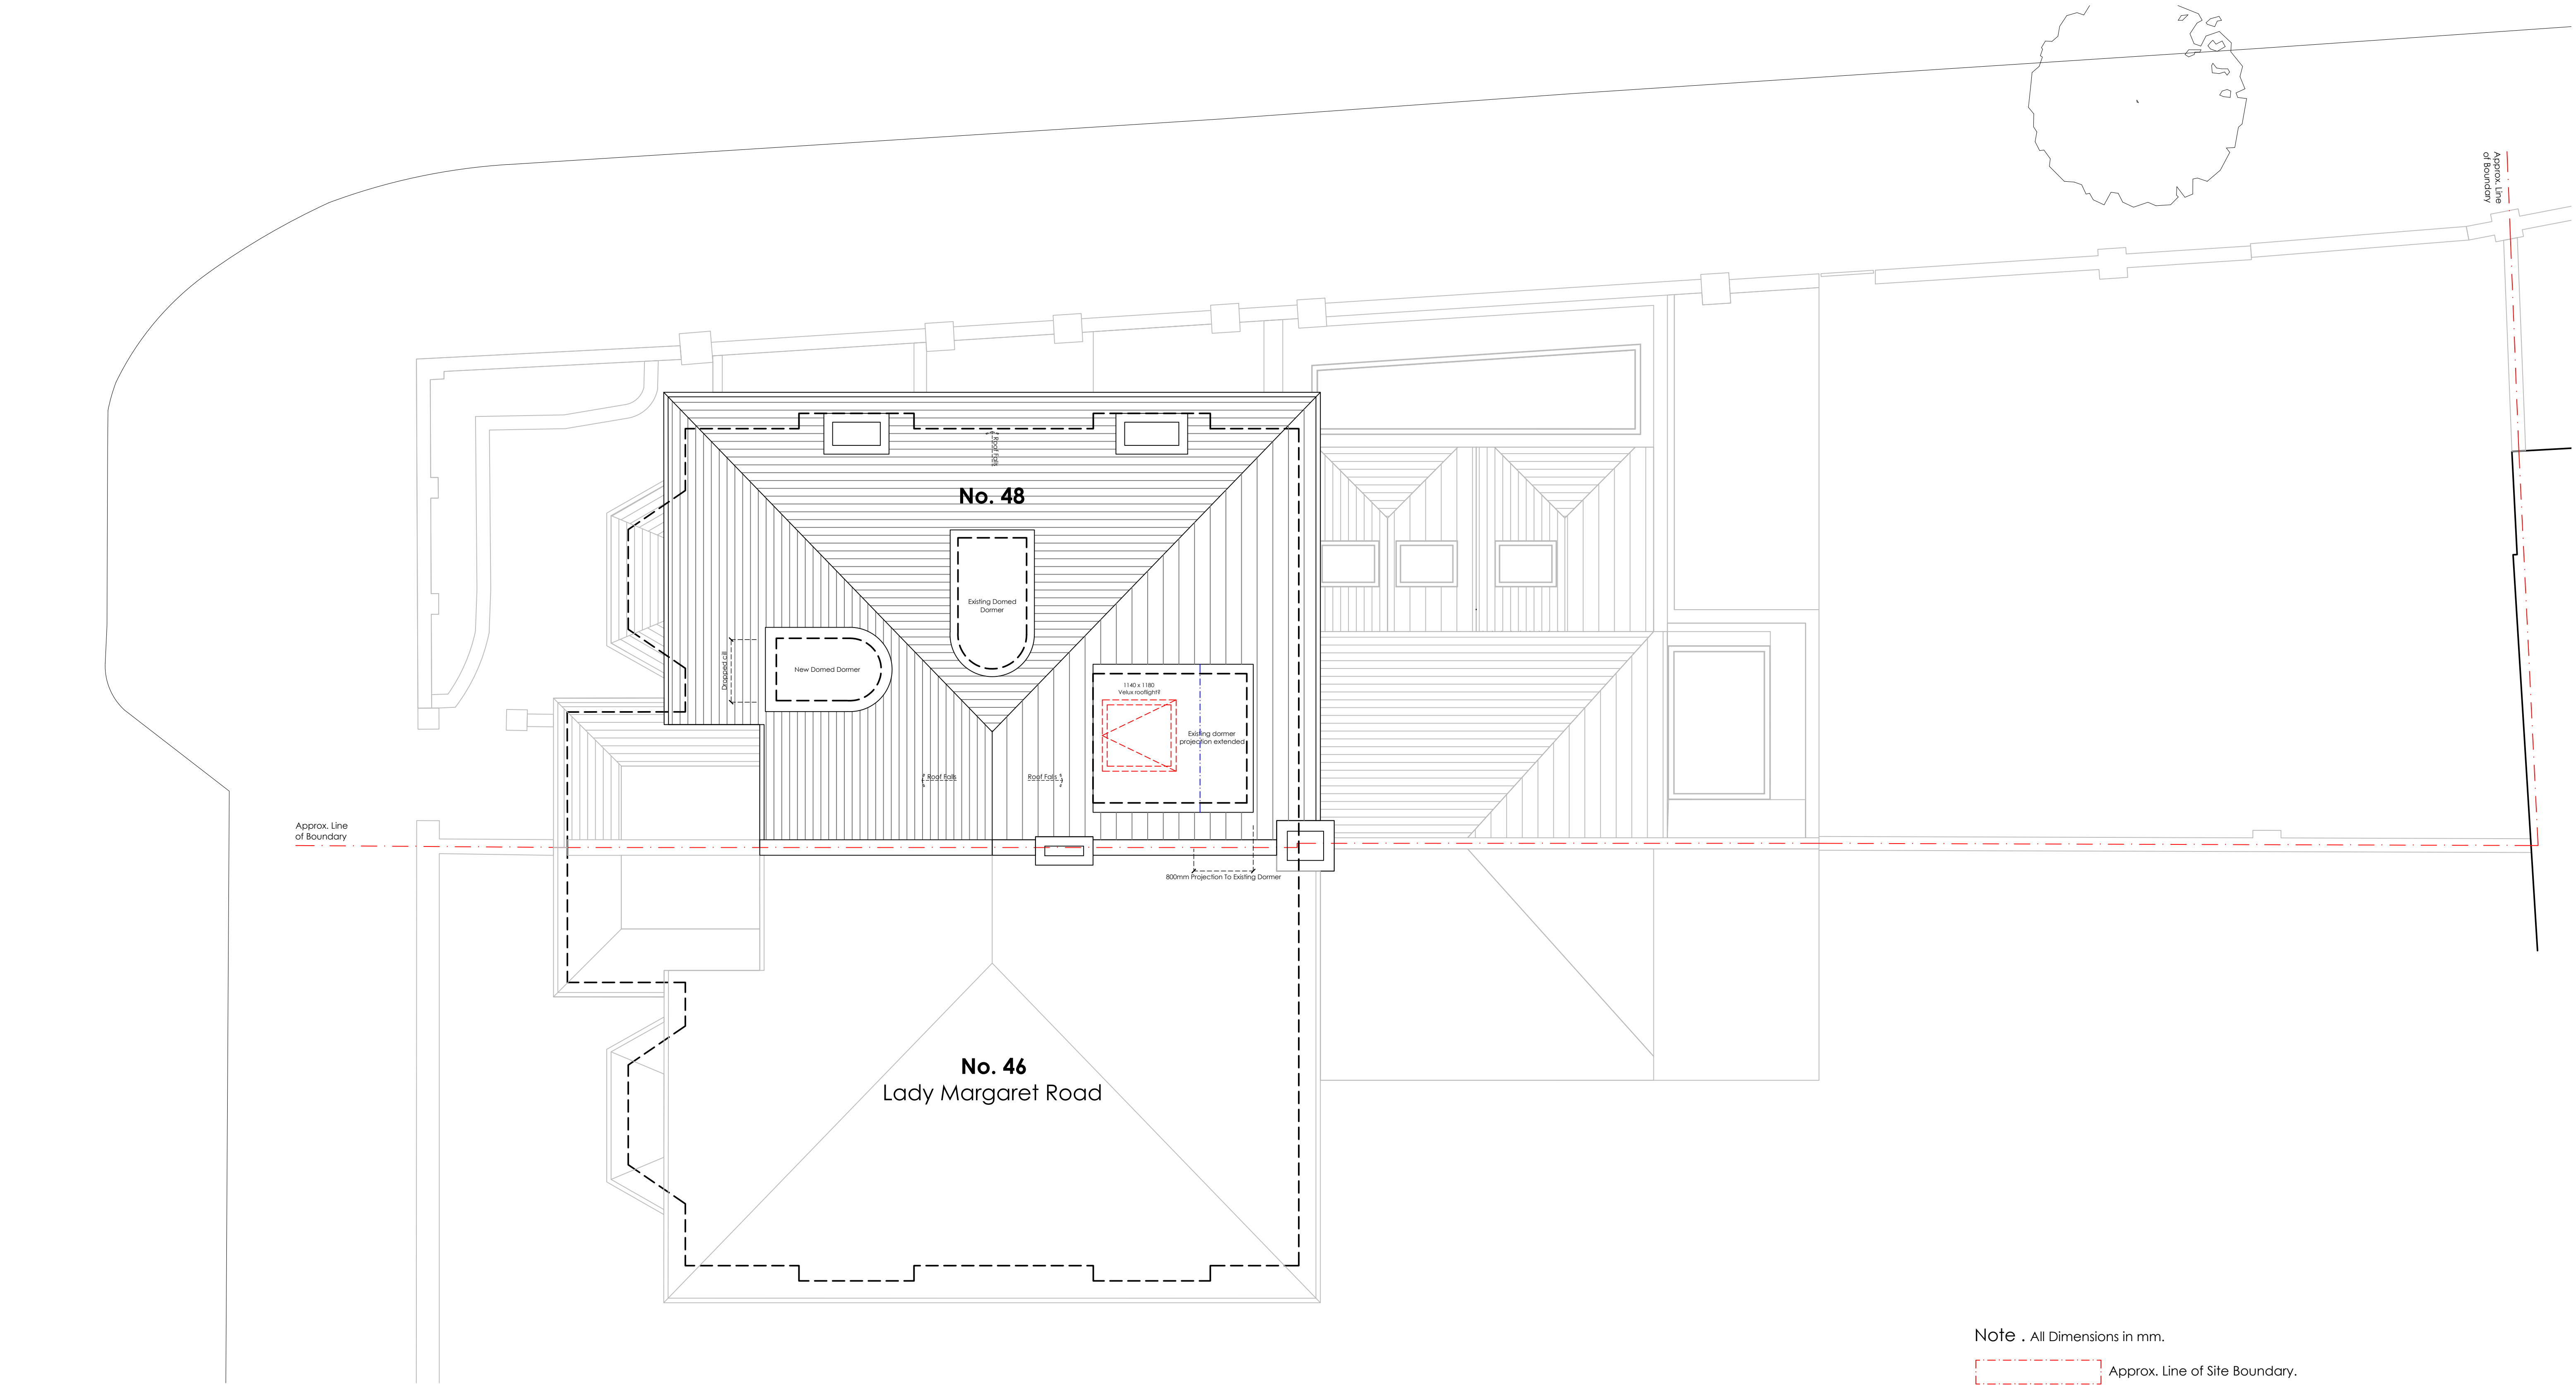 Approx. Line
of Boundary
Roof Falls
No. 48
Existing Domed
Dormer
New Domed Dormer
Dropped cill
1140 x 1180
Velux rooflight?
Existing dormer
projection extended
Roof Falls
Roof Falls
Approx. Line
of Boundary
800mm Projection To Existing Dormer
No. 46
Lady Margaret Road
Note . All Dimensions in mm.
Approx. Line of Site Boundary.